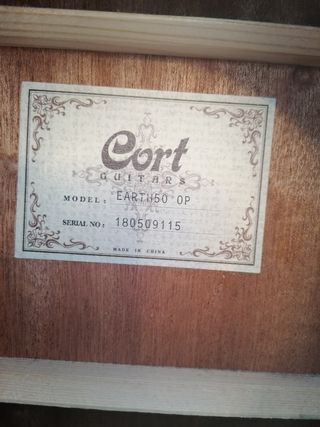 Cort
GUITARS
MODEL: EARTH50 OP
SERIAL NO: 180509115
MADE IN CHINA